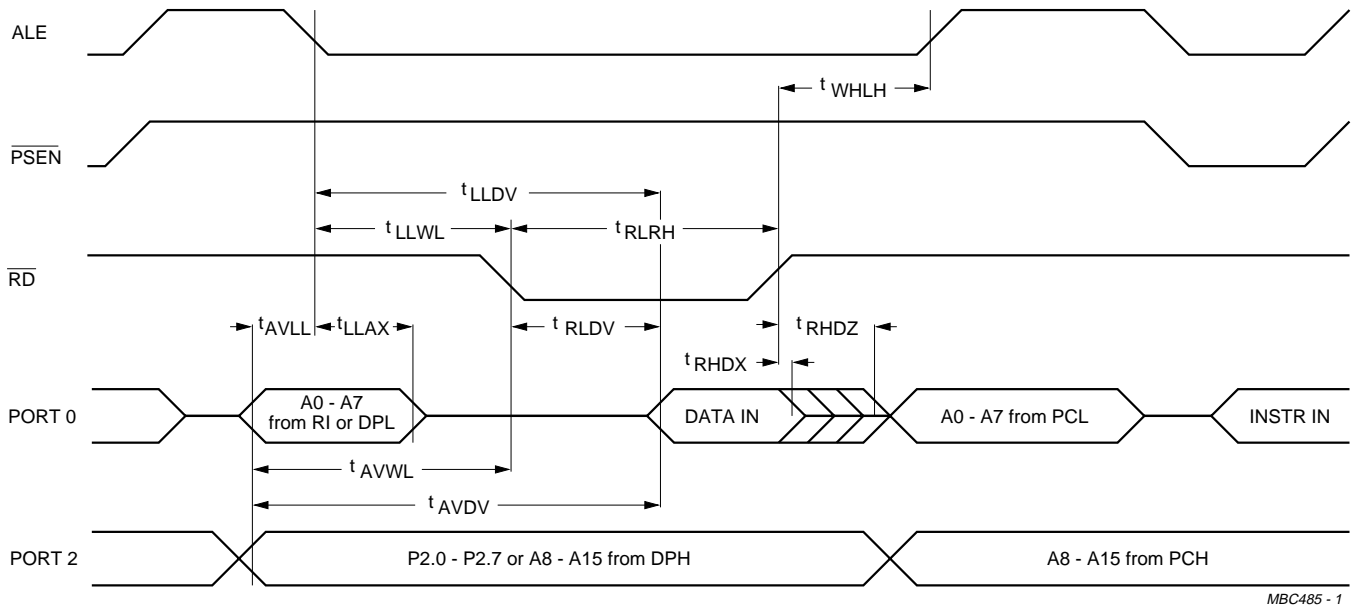 ALE
t WHLH
PSEN
t LLDV
t LLWL
t RLRH
RD
t AVLL
t LLAX
t RLDV
t RHDZ
t RHDX
PORT 0
A0 - A7
from RI or DPL
DATA IN
A0 - A7 from PCL
INSTR IN
t AVWL
t AVDV
PORT 2
P2.0 - P2.7 or A8 - A15 from DPH
A8 - A15 from PCH
MBC485 - 1